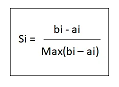 bi - ai
Si =
Max(bi – ai)